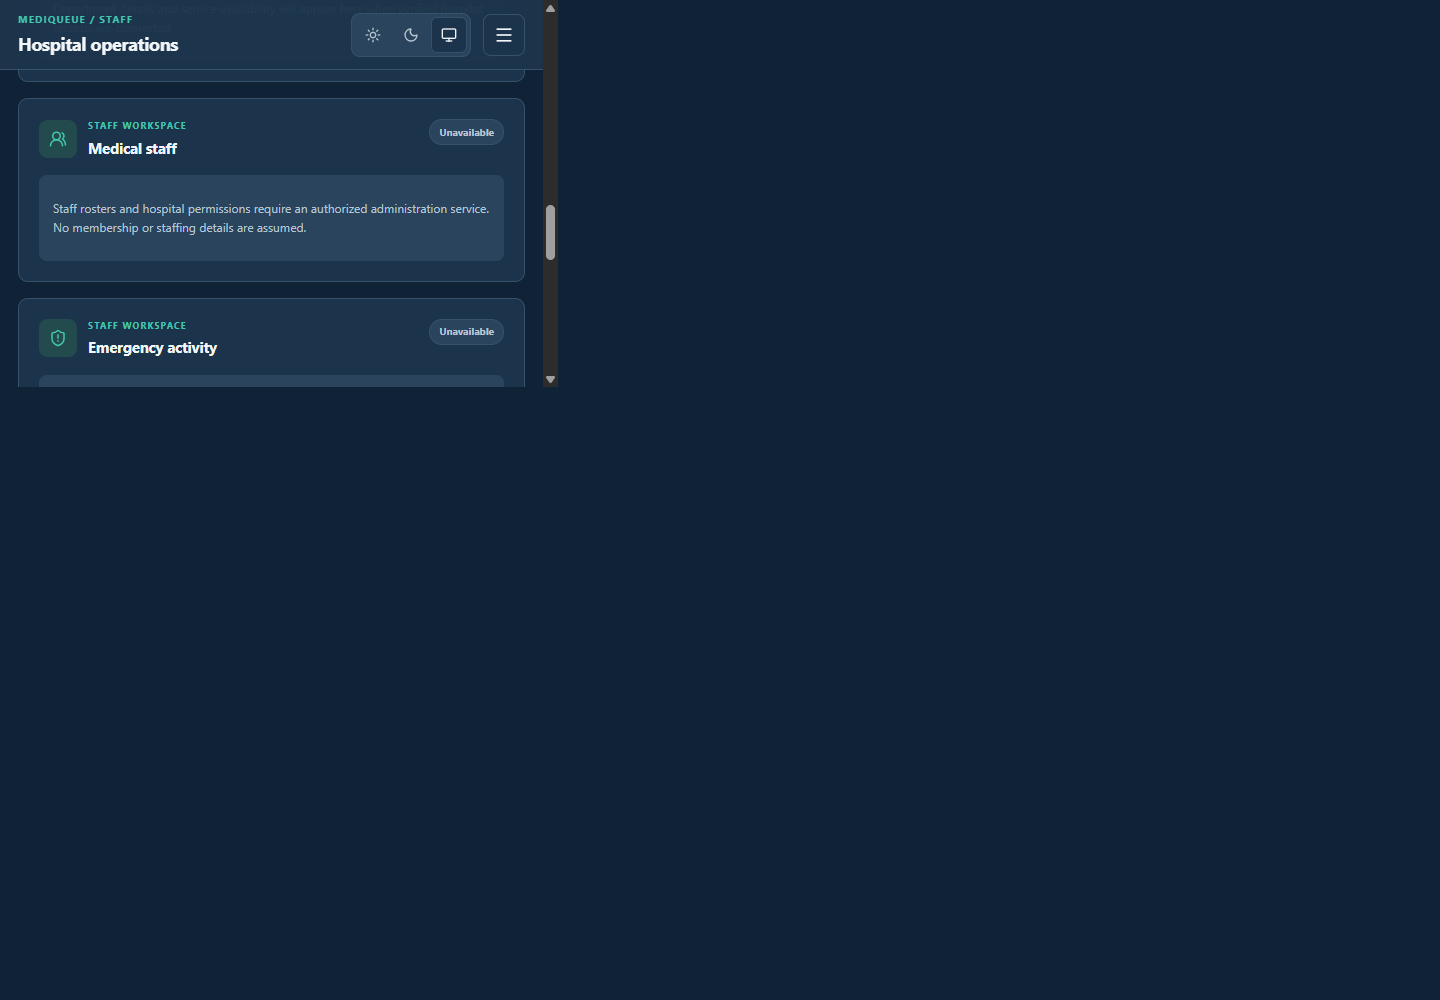 MEDIQUEUE / STAFF
Hospital operations
STAFF WORKSPACE
Medical staff
Unavailable
Staff rosters and hospital permissions require an authorized administration service.
No membership or staffing details are assumed.
STAFF WORKSPACE
Emergency activity
Unavailable